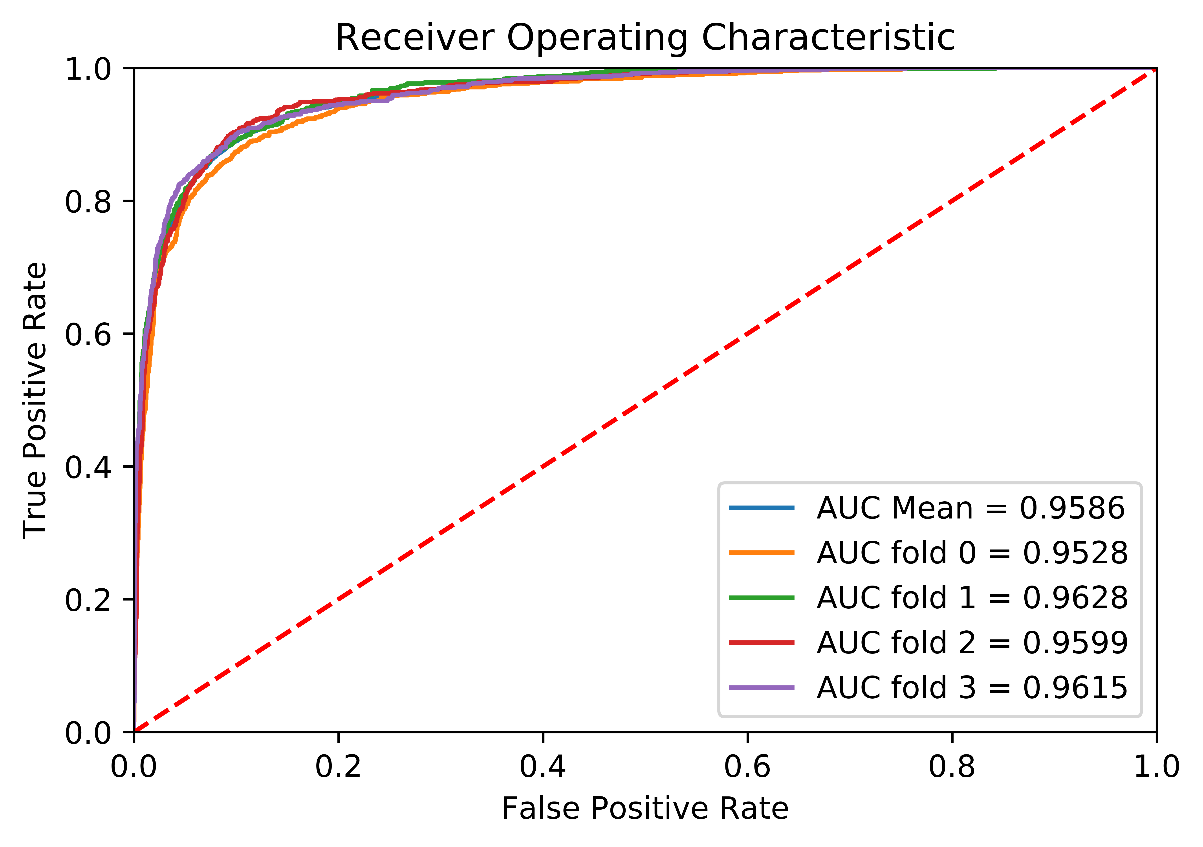 Receiver Operating Characteristic
1.0
0.8
0.6
0.4
0.2
0.0
True Positive Rate
AUC Mean = 0.9586
AUC fold 0 = 0.9528
AUC fold 1 = 0.9628
AUC fold 2 = 0.9599
AUC fold 3 = 0.9615
0.0 0.2 0.4 0.6 0.8 1.0
False Positive Rate